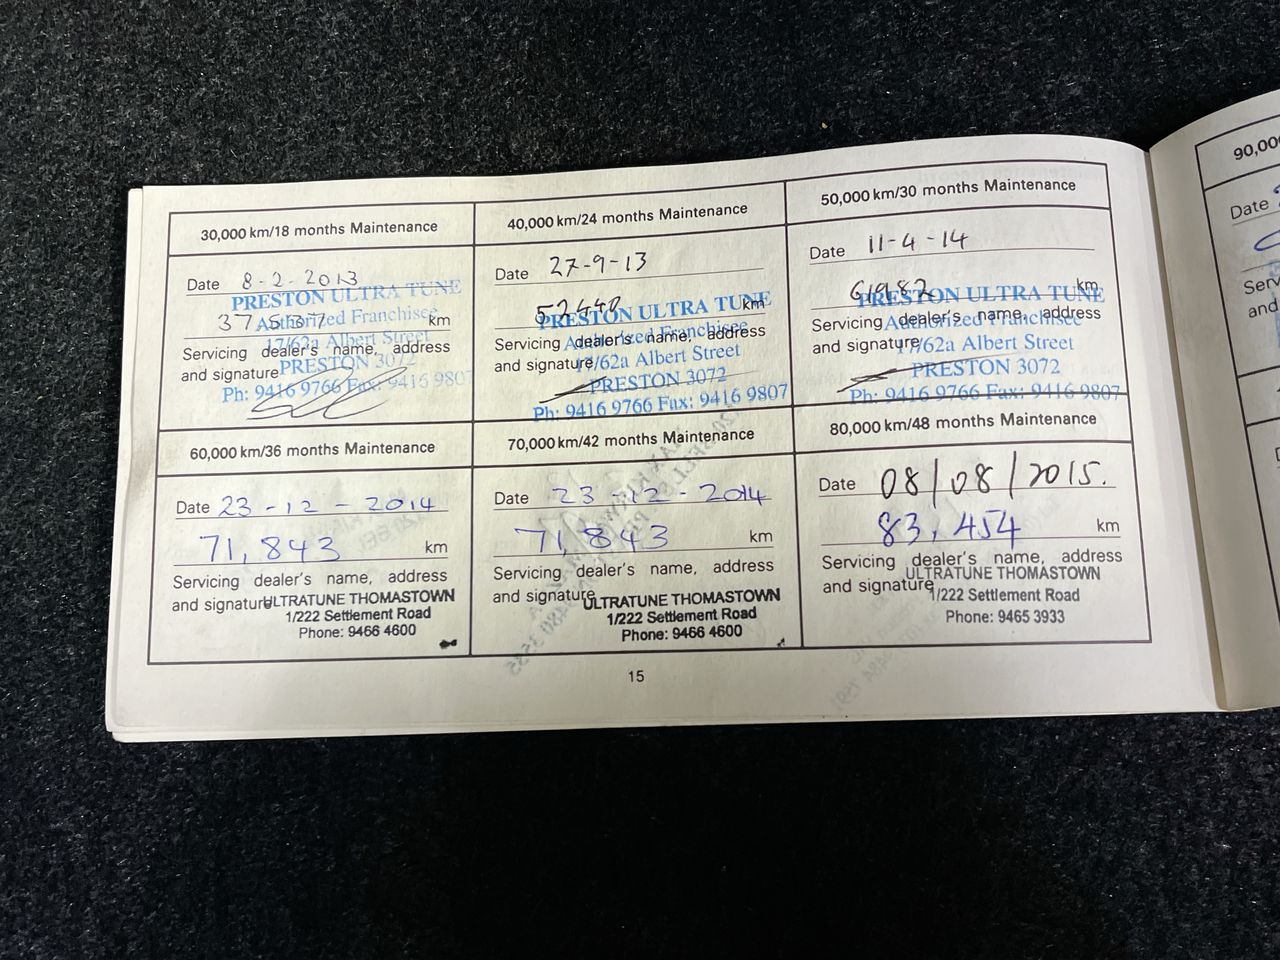 30,000 km/18 months Maintenance
Date 8-2-2013
km
Servicing dealer's name, address
and signature
PRESTON ULTRA TUNE
Authorized Franchisee
17/62a Albert Street
PRESTON 3072
Ph: 9416 9766 Fax: 9416 9807
40,000 km/24 months Maintenance
Date 27-9-13
52440 km
Servicing dealer's name, address
and signature
PRESTON ULTRA TUNE
Authorized Franchisee
17/62a Albert Street
PRESTON 3072
Ph: 9416 9766 Fax: 9416 9807
50,000 km/30 months Maintenance
Date 11-4-14
61982 km
Servicing dealer's name, address
and signature
PRESTON ULTRA TUNE
Authorized Franchisee
17/62a Albert Street
PRESTON 3072
Ph: 9416 9766 Fax: 9416 9807
60,000 km/36 months Maintenance
Date 23-12-2014
71,843 km
Servicing dealer's name, address
and signature
ULTRATUNE THOMASTOWN
1/222 Settlement Road
Phone: 9466 4600
70,000 km/42 months Maintenance
Date 23-12-2014
71,843 km
Servicing dealer's name, address
and signature
ULTRATUNE THOMASTOWN
1/222 Settlement Road
Phone: 9466 4600
80,000 km/48 months Maintenance
Date 08/08/2015.
83,454 km
Servicing dealer's name, address
and signature
ULTRATUNE THOMASTOWN
1/222 Settlement Road
Phone: 9465 3933
15
Date
and